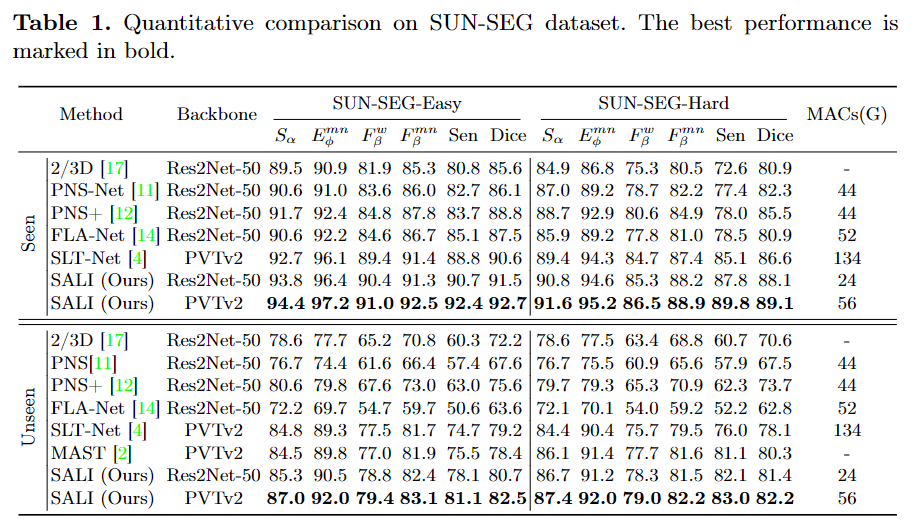 Table 1. Quantitative comparison on SUN-SEG dataset. The best performance is
marked in bold.
Method Backbone SUN-SEG-Easy SUN-SEG-Hard MACs(G)
Sα Eϕmn Fβw Fβmn Sen Dice Sα Eϕmn Fβw Fβmn Sen Dice
Seen
2/3D [17] Res2Net-50 89.5 90.9 81.9 85.3 80.8 85.6 84.9 86.8 75.3 80.5 72.6 80.9 -
PNS-Net [11] Res2Net-50 90.6 91.0 83.6 86.0 82.7 86.1 87.0 89.2 78.7 82.2 77.4 82.3 44
PNS+ [12] Res2Net-50 91.7 92.4 84.8 87.8 83.7 88.8 88.7 92.9 80.6 84.9 78.0 85.5 44
FLA-Net [14] Res2Net-50 90.6 92.2 84.6 86.7 85.1 87.5 85.9 89.2 77.8 81.0 78.5 80.9 52
SLT-Net [4] PVTv2 92.7 96.1 89.4 91.4 88.8 90.6 89.4 94.3 84.7 87.4 85.1 86.6 134
SALI (Ours) Res2Net-50 93.8 96.4 90.4 91.3 90.7 91.5 90.8 94.6 85.3 88.2 87.8 88.1 24
SALI (Ours) PVTv2 94.4 97.2 91.0 92.5 92.4 92.7 91.6 95.2 86.5 88.9 89.8 89.1 56
Unseen
2/3D [17] Res2Net-50 78.6 77.7 65.2 70.8 60.3 72.2 78.6 77.5 63.4 68.8 60.7 70.6 -
PNS[11] Res2Net-50 76.7 74.4 61.6 66.4 57.4 67.6 76.7 75.5 60.9 65.6 57.9 67.5 44
PNS+ [12] Res2Net-50 80.6 79.8 67.6 73.0 63.0 75.6 79.7 79.3 65.3 70.9 62.3 73.7 44
FLA-Net [14] Res2Net-50 72.2 69.7 54.7 59.7 50.6 63.6 72.1 70.1 54.0 59.2 52.2 62.8 52
SLT-Net [4] PVTv2 84.8 89.3 77.5 81.7 74.7 79.2 84.4 90.4 75.7 79.5 76.0 78.1 134
MAST [2] PVTv2 84.5 89.8 77.0 81.9 75.5 78.4 86.1 91.4 77.7 81.6 81.1 80.3 -
SALI (Ours) Res2Net-50 85.3 90.5 78.8 82.4 78.1 80.7 86.7 91.2 78.3 81.5 82.1 81.4 24
SALI (Ours) PVTv2 87.0 92.0 79.4 83.1 81.1 82.5 87.4 92.0 79.0 82.2 83.0 82.2 56